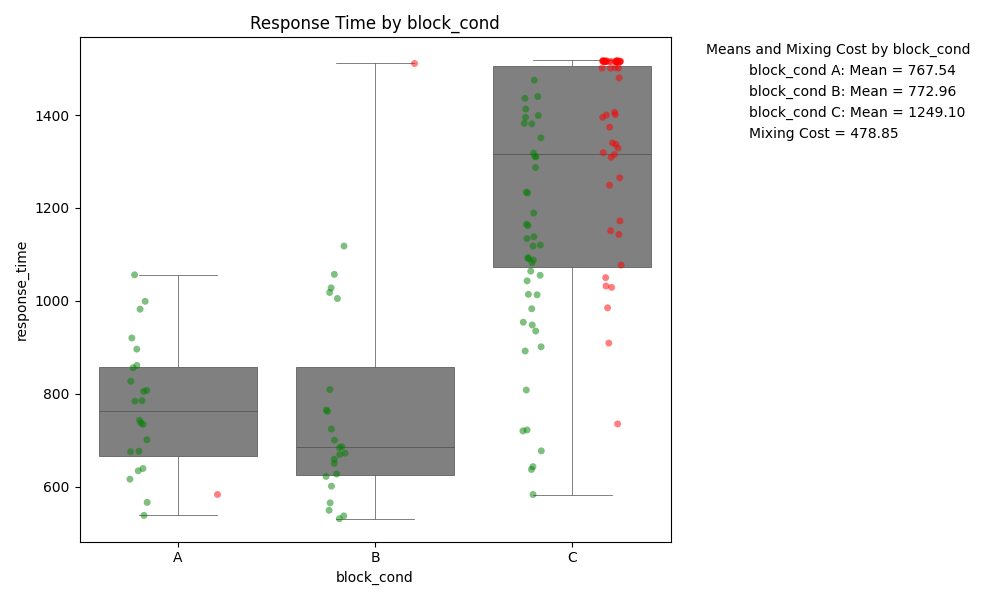 Response Time by block_cond
Means and Mixing Cost by block_cond
block_cond A: Mean = 767.54
block_cond B: Mean = 772.96
block_cond C: Mean = 1249.10
Mixing Cost = 478.85
response_time
1400
1200
1000
800
600
A
B
C
block_cond